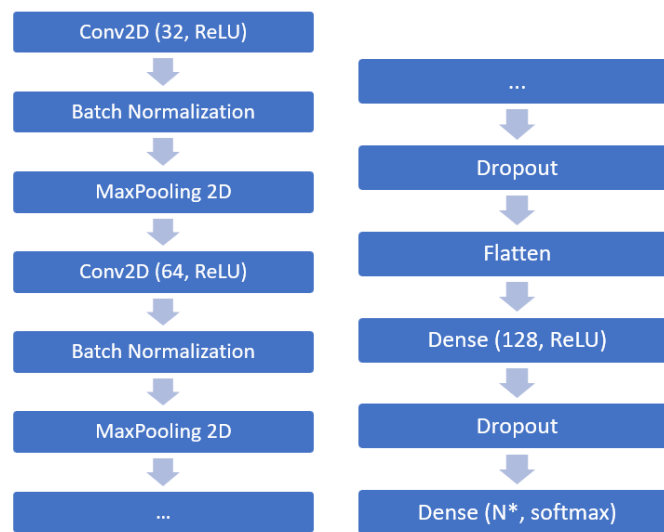 Conv2D (32, ReLU)
Batch Normalization
MaxPooling 2D
Conv2D (64, ReLU)
Batch Normalization
MaxPooling 2D
...
...
Dropout
Flatten
Dense (128, ReLU)
Dropout
Dense (N*, softmax)